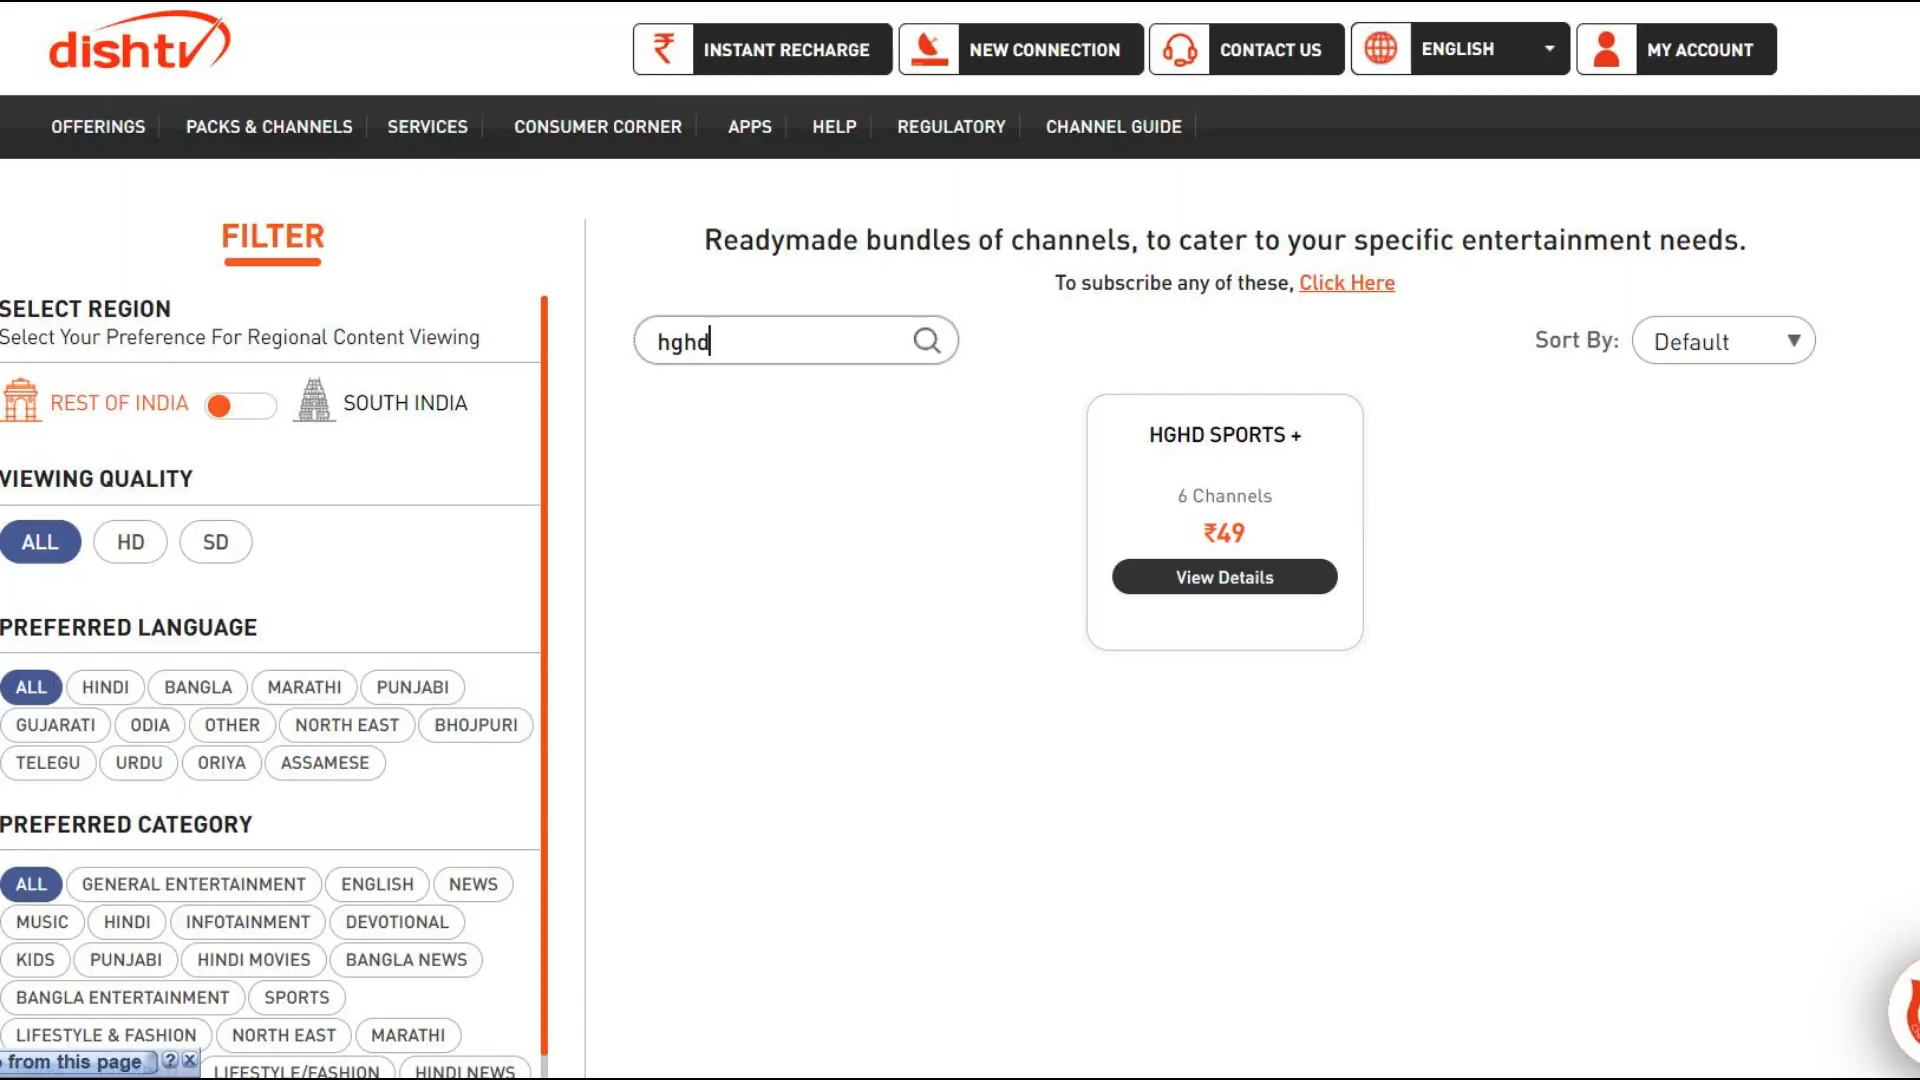 dishtv
₹ INSTANT RECHARGE
NEW CONNECTION
CONTACT US
ENGLISH
MY ACCOUNT
OFFERINGS
PACKS & CHANNELS
SERVICES
CONSUMER CORNER
APPS
HELP
REGULATORY
CHANNEL GUIDE
FILTER
SELECT REGION
Select Your Preference For Regional Content Viewing
REST OF INDIA
SOUTH INDIA
VIEWING QUALITY
ALL HD SD
PREFERRED LANGUAGE
ALL HINDI BANGLA MARATHI PUNJABI
GUJARATI ODIA OTHER NORTH EAST BHOJPURI
TELEGU URDU ORIYA ASSAMESE
PREFERRED CATEGORY
ALL GENERAL ENTERTAINMENT ENGLISH NEWS
MUSIC HINDI INFOTAINMENT DEVOTIONAL
KIDS PUNJABI HINDI MOVIES BANGLA NEWS
BANGLA ENTERTAINMENT SPORTS
LIFESTYLE & FASHION NORTH EAST MARATHI
from this page ? x
LIFESTYLE/FASHION HINDI NEWS
Readymade bundles of channels, to cater to your specific entertainment needs.
To subscribe any of these, Click Here
hghd
Sort By: Default
HGHD SPORTS +
6 Channels
₹49
View Details